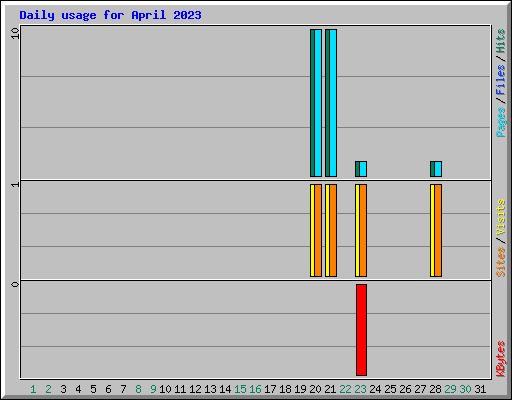 Daily usage for April 2023
10
1
0
Pages / Files / Hits
Sites / Visits
KBytes
1 2 3 4 5 6 7 8 9 10 11 12 13 14 15 16 17 18 19 20 21 22 23 24 25 26 27 28 29 30 31